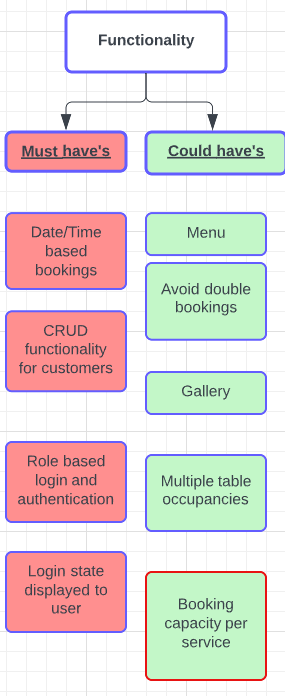 Functionality
Must have's
Could have's
Date/Time
based
bookings
CRUD
functionality
for customers
Role based
login and
authentication
Login state
displayed to
user
Menu
Avoid double
bookings
Gallery
Multiple table
occupancies
Booking
capacity per
service